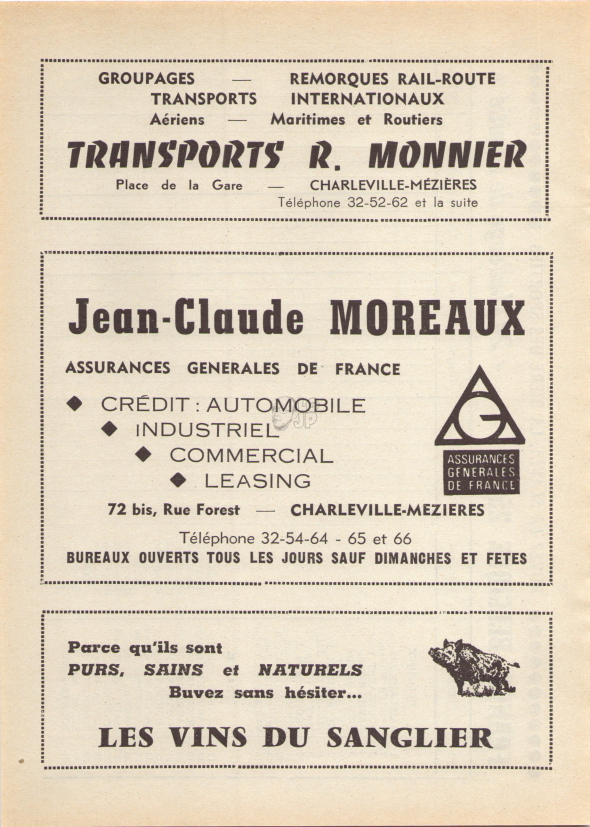 GROUPAGES — REMORQUES RAIL-ROUTE
TRANSPORTS INTERNATIONAUX
Aériens — Maritimes et Routiers
TRANSPORTS R. MONNIER
Place de la Gare — CHARLEVILLE-MÉZIÈRES
Téléphone 32-52-62 et la suite
Jean-Claude MOREAUX
ASSURANCES GENERALES DE FRANCE
◆ CRÉDIT : AUTOMOBILE
◆ INDUSTRIEL
◆ COMMERCIAL
◆ LEASING
AG
ASSURANCES
GENERALES
DE FRANCE
72 bis, Rue Forest — CHARLEVILLE-MEZIERES
Téléphone 32-54-64 - 65 et 66
BUREAUX OUVERTS TOUS LES JOURS SAUF DIMANCHES ET FETES
Parce qu'ils sont
PURS, SAINS et NATURELS
Buvez sans hésiter...
LES VINS DU SANGLIER